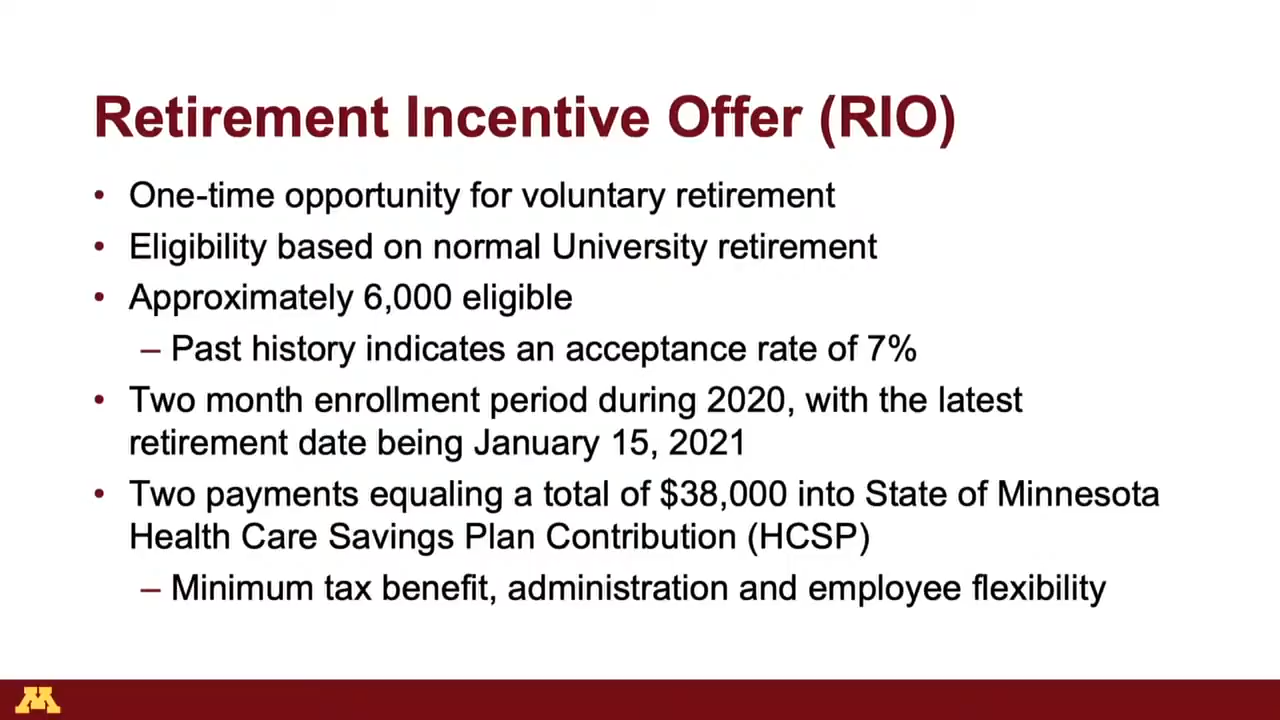 Retirement Incentive Offer (RIO)
• One-time opportunity for voluntary retirement
• Eligibility based on normal University retirement
• Approximately 6,000 eligible
– Past history indicates an acceptance rate of 7%
• Two month enrollment period during 2020, with the latest
retirement date being January 15, 2021
• Two payments equaling a total of $38,000 into State of Minnesota
Health Care Savings Plan Contribution (HCSP)
– Minimum tax benefit, administration and employee flexibility
M